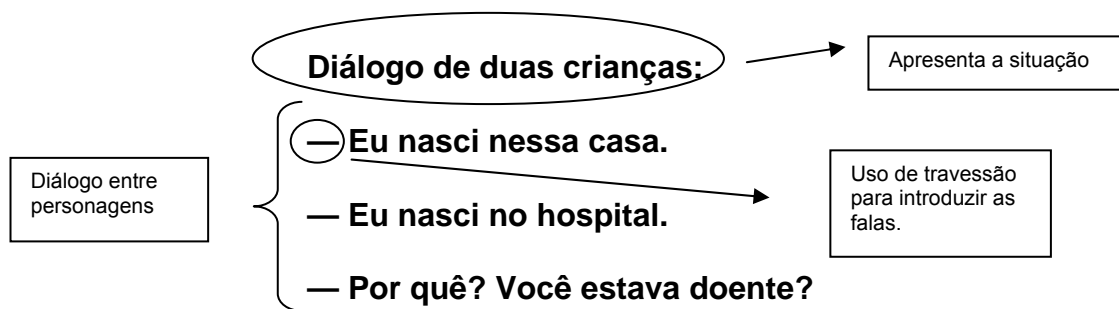 Diálogo de duas crianças:
Apresenta a situação
— Eu nasci nessa casa.
Diálogo entre
personagens
Uso de travessão
para introduzir as
falas.
— Eu nasci no hospital.
— Por quê? Você estava doente?